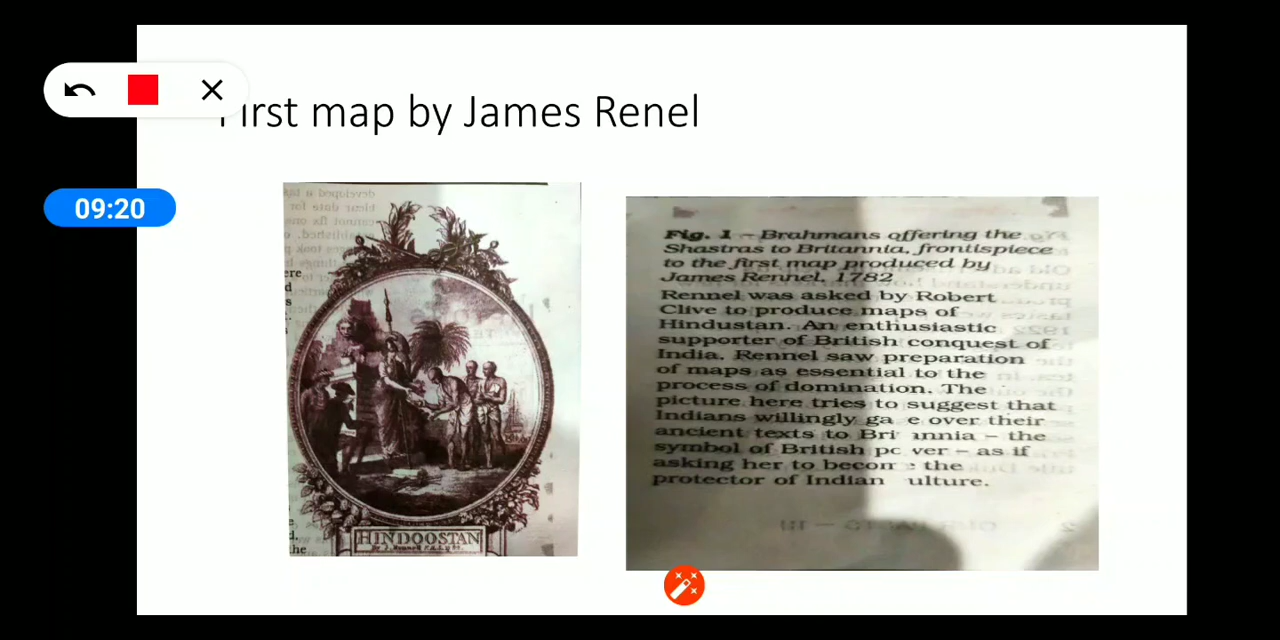 09:20
First map by James Renel
ere
d
s
e
d.
the
HINDOOSTAN
Fig. 1 – Brahmans offering the
Shastras to Britannia, frontispiece
to the first map produced by
James Rennel, 1782
Rennel was asked by Robert
Clive to produce maps of
Hindustan. An enthusiastic
supporter of British conquest of
India, Rennel saw preparation
of maps as essential to the
process of domination. The
picture here tries to suggest that
Indians willingly ga e over their
ancient texts to Bri annia – the
symbol of British po ver – as if
asking her to becom e the
protector of Indian ulture.